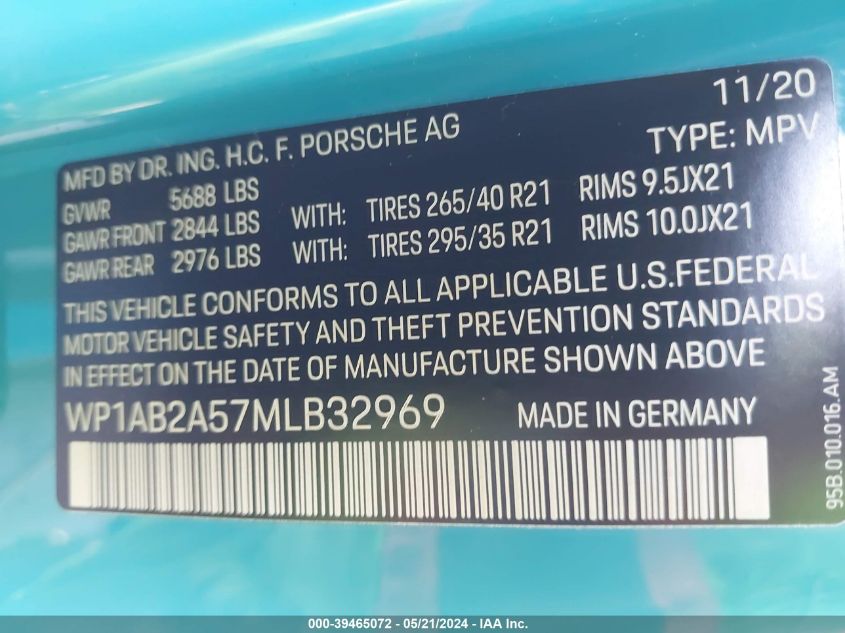 11/20
MFD BY DR. ING. H.C. F. PORSCHE AG TYPE: MPV
GVWR 5688 LBS
GAWR FRONT 2844 LBS WITH: TIRES 265/40 R21 RIMS 9.5JX21
GAWR REAR 2976 LBS WITH: TIRES 295/35 R21 RIMS 10.0JX21
THIS VEHICLE CONFORMS TO ALL APPLICABLE U.S.FEDERAL
MOTOR VEHICLE SAFETY AND THEFT PREVENTION STANDARDS
IN EFFECT ON THE DATE OF MANUFACTURE SHOWN ABOVE
WP1AB2A57MLB32969 MADE IN GERMANY
95B.010.016.AM
000-39465072 - 05/21/2024 - IAA Inc.